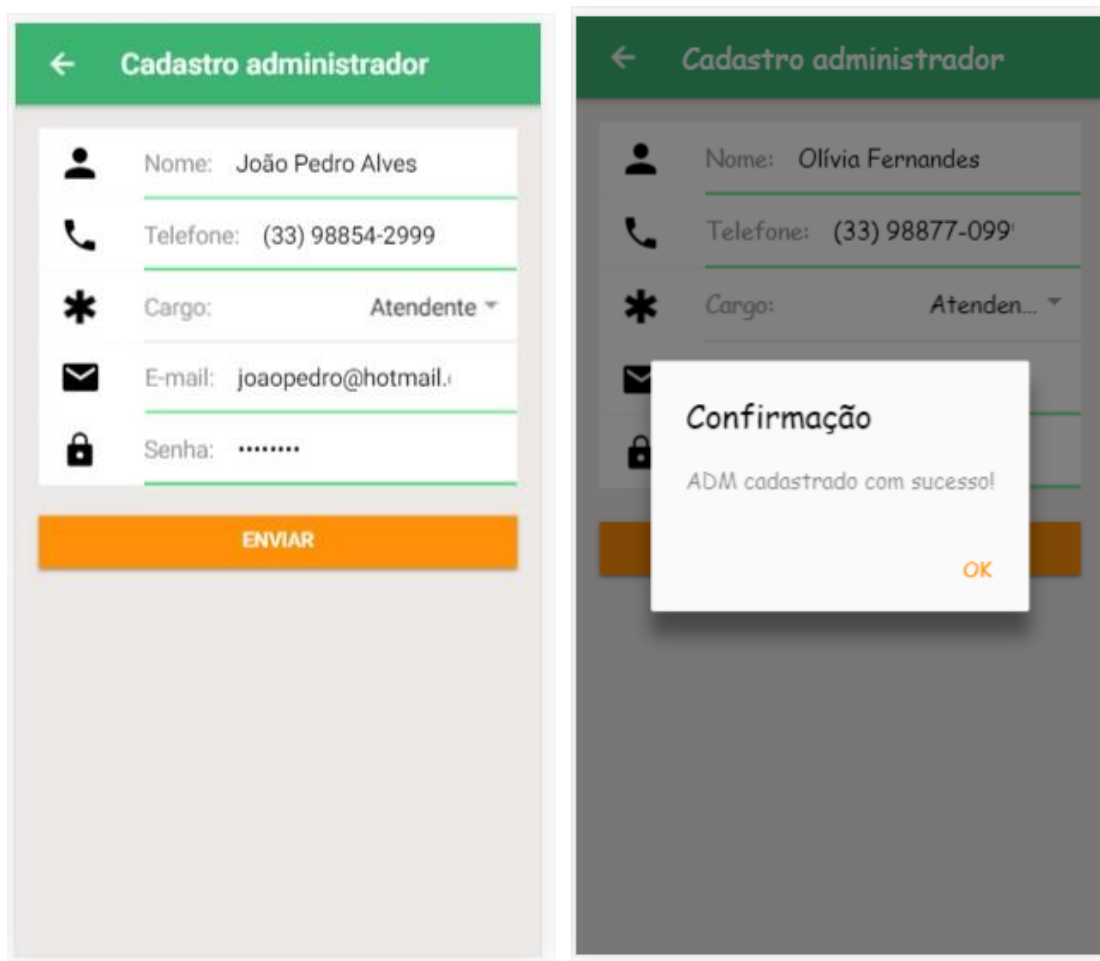 Cadastro administrador
Nome: João Pedro Alves
Telefone: (33) 98854-2999
Cargo: Atendente
E-mail: joaopedro@hotmail.
Senha: ········
ENVIAR
Cadastro administrador
Nome: Olívia Fernandes
Telefone: (33) 98877-099
Cargo: Atenden...
Confirmação
ADM cadastrado com sucesso!
OK